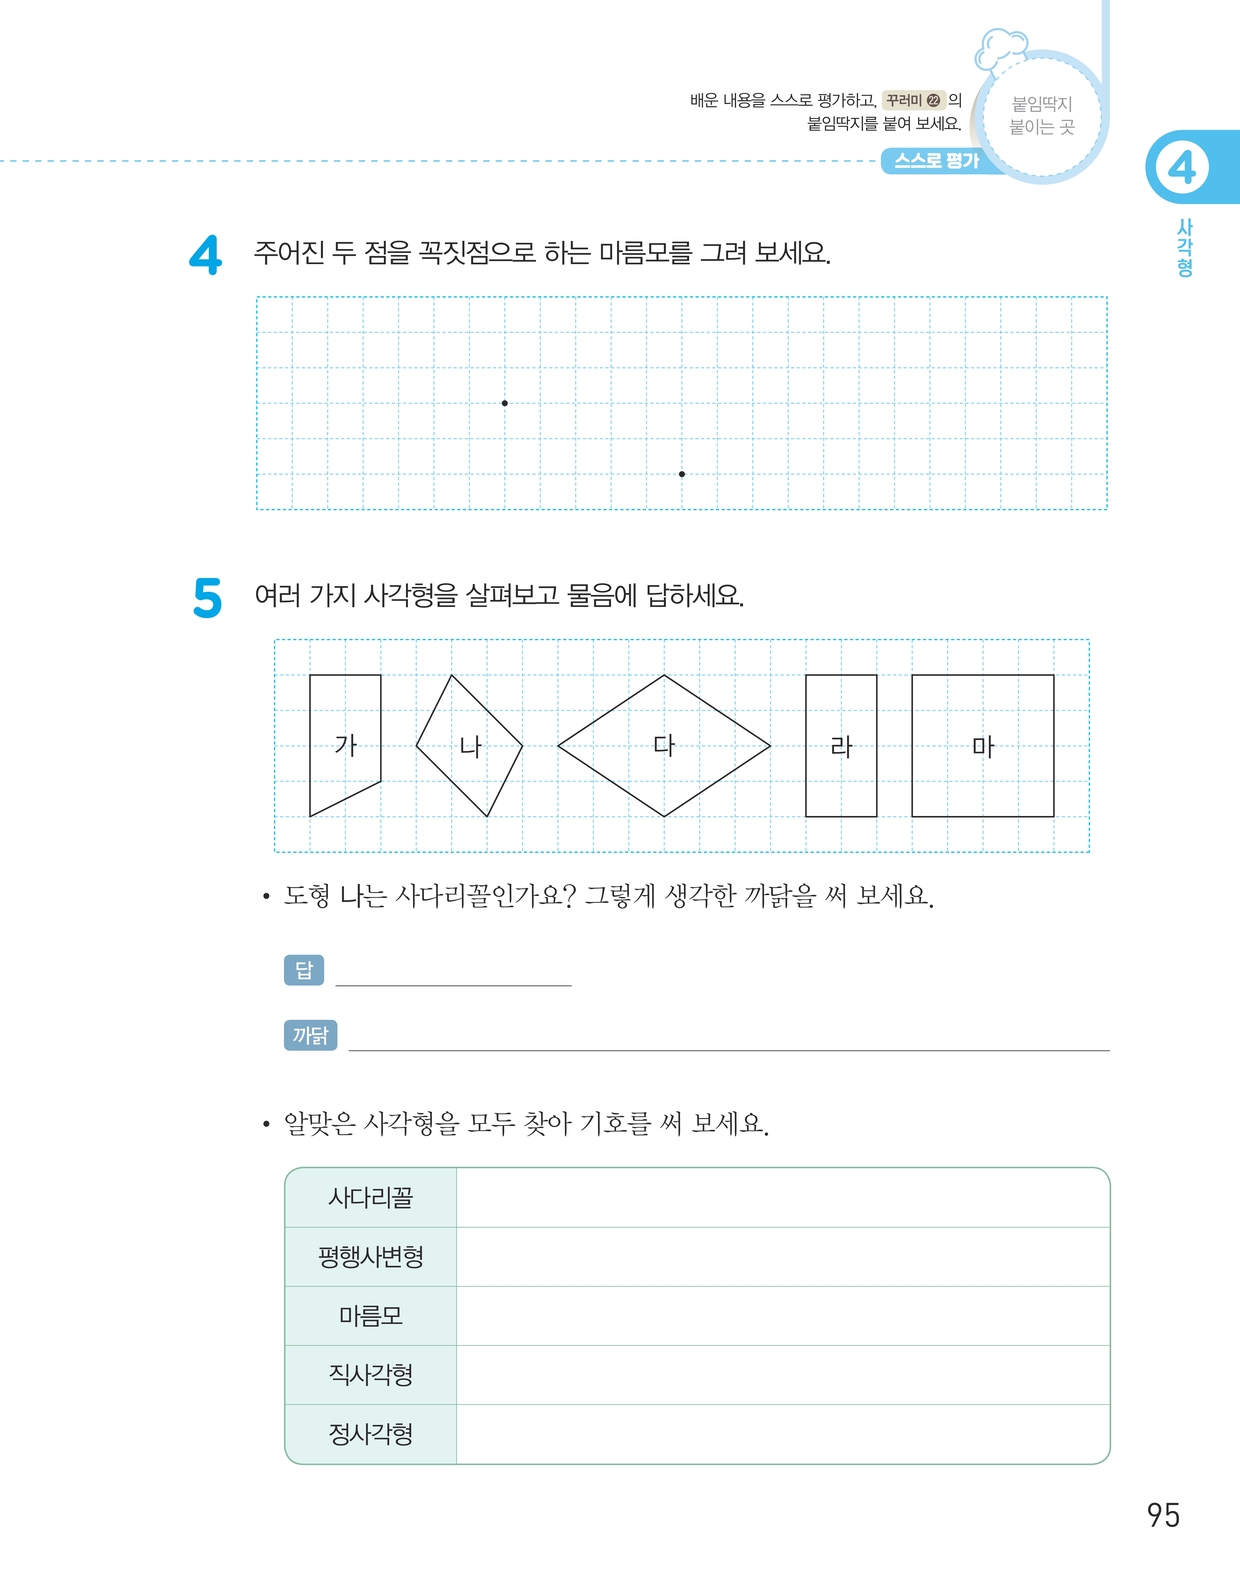 배운 내용을 스스로 평가하고, 꾸러미 22 의
붙임딱지를 붙여 보세요.
붙임딱지
붙이는 곳
스스로 평가
4
사각형
4 주어진 두 점을 꼭짓점으로 하는 마름모를 그려 보세요.
5 여러 가지 사각형을 살펴보고 물음에 답하세요.
가 나 다 라 마
• 도형 나는 사다리꼴인가요? 그렇게 생각한 까닭을 써 보세요.
답
까닭
• 알맞은 사각형을 모두 찾아 기호를 써 보세요.
사다리꼴
평행사변형
마름모
직사각형
정사각형
95